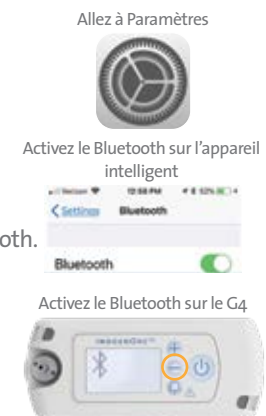 Allez à Paramètres
Activez le Bluetooth sur l'appareil
intelligent
12:58 PM
Settings Bluetooth
oth.
Bluetooth
Activez le Bluetooth sur le G4